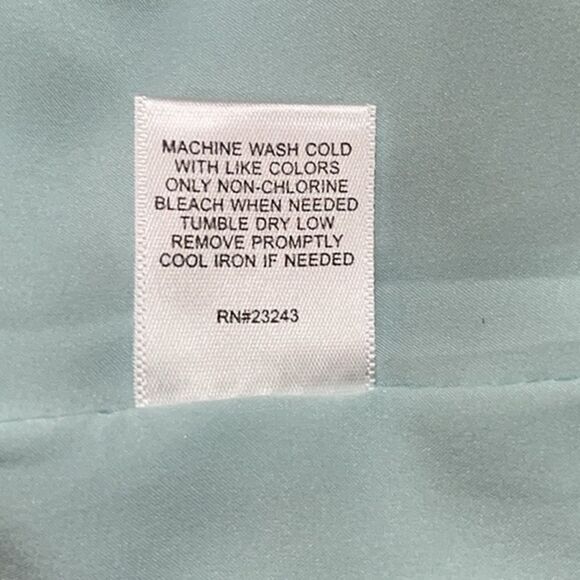 MACHINE WASH COLD
WITH LIKE COLORS
ONLY NON-CHLORINE
BLEACH WHEN NEEDED
TUMBLE DRY LOW
REMOVE PROMPTLY
COOL IRON IF NEEDED
RN#23243